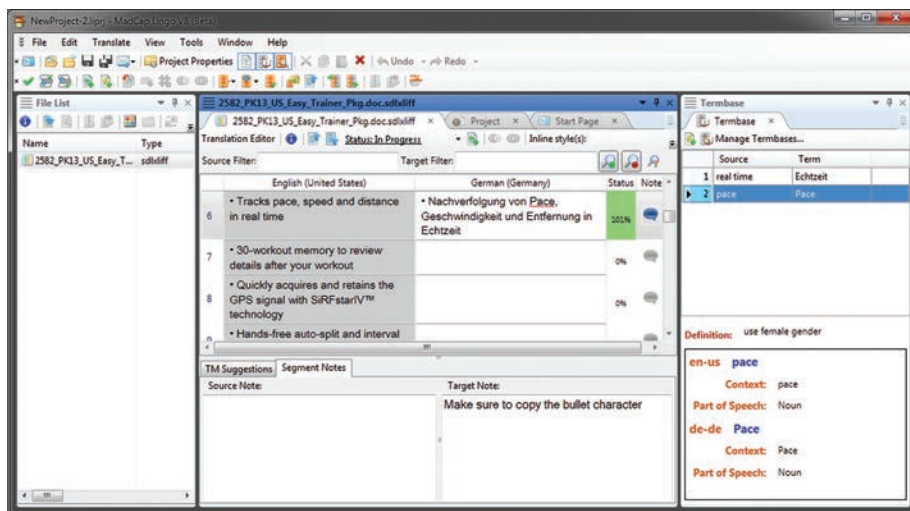 NewProject-2.liprj - MadCap Lingo V8 (Beta)
File Edit Translate View Tools Window Help
Project Properties Undo Redo
File List
Name Type
2582_PK13_US_Easy_T... sdlxliff
2582_PK13_US_Easy_Trainer_Pkg.doc.sdlxliff
2582_PK13_US_Easy_Trainer_Pkg.doc.sdlxliff × Project × Start Page ×
Translation Editor Status: In Progress Inline style(s):
Source Filter: Target Filter:
English (United States) German (Germany) Status Note
6 • Tracks pace, speed and distance in real time
• Nachverfolgung von Pace, Geschwindigkeit und Entfernung in Echtzeit
101%
7 • 30-workout memory to review details after your workout
0%
8 • Quickly acquires and retains the GPS signal with SiRFstarIV™ technology
0%
• Hands-free auto-split and interval
TM Suggestions Segment Notes
Source Note: Target Note:
Make sure to copy the bullet character
Termbase
Termbase ×
Manage Termbases...
Source Term
1 real time Echtzeit
2 pace Pace
Definition: use female gender
en-us pace
Context: pace
Part of Speech: Noun
de-de Pace
Context: Pace
Part of Speech: Noun